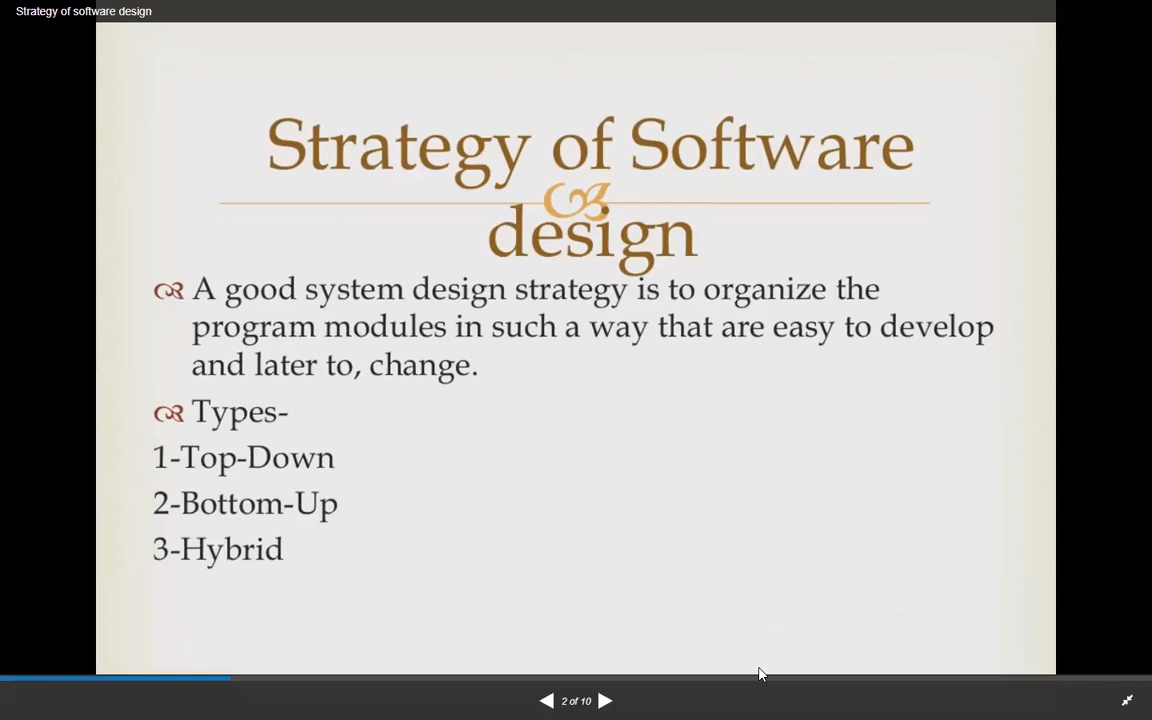 Strategy of software design
Strategy of Software
design
A good system design strategy is to organize the
program modules in such a way that are easy to develop
and later to, change.
Types-
1-Top-Down
2-Bottom-Up
3-Hybrid
2 of 10